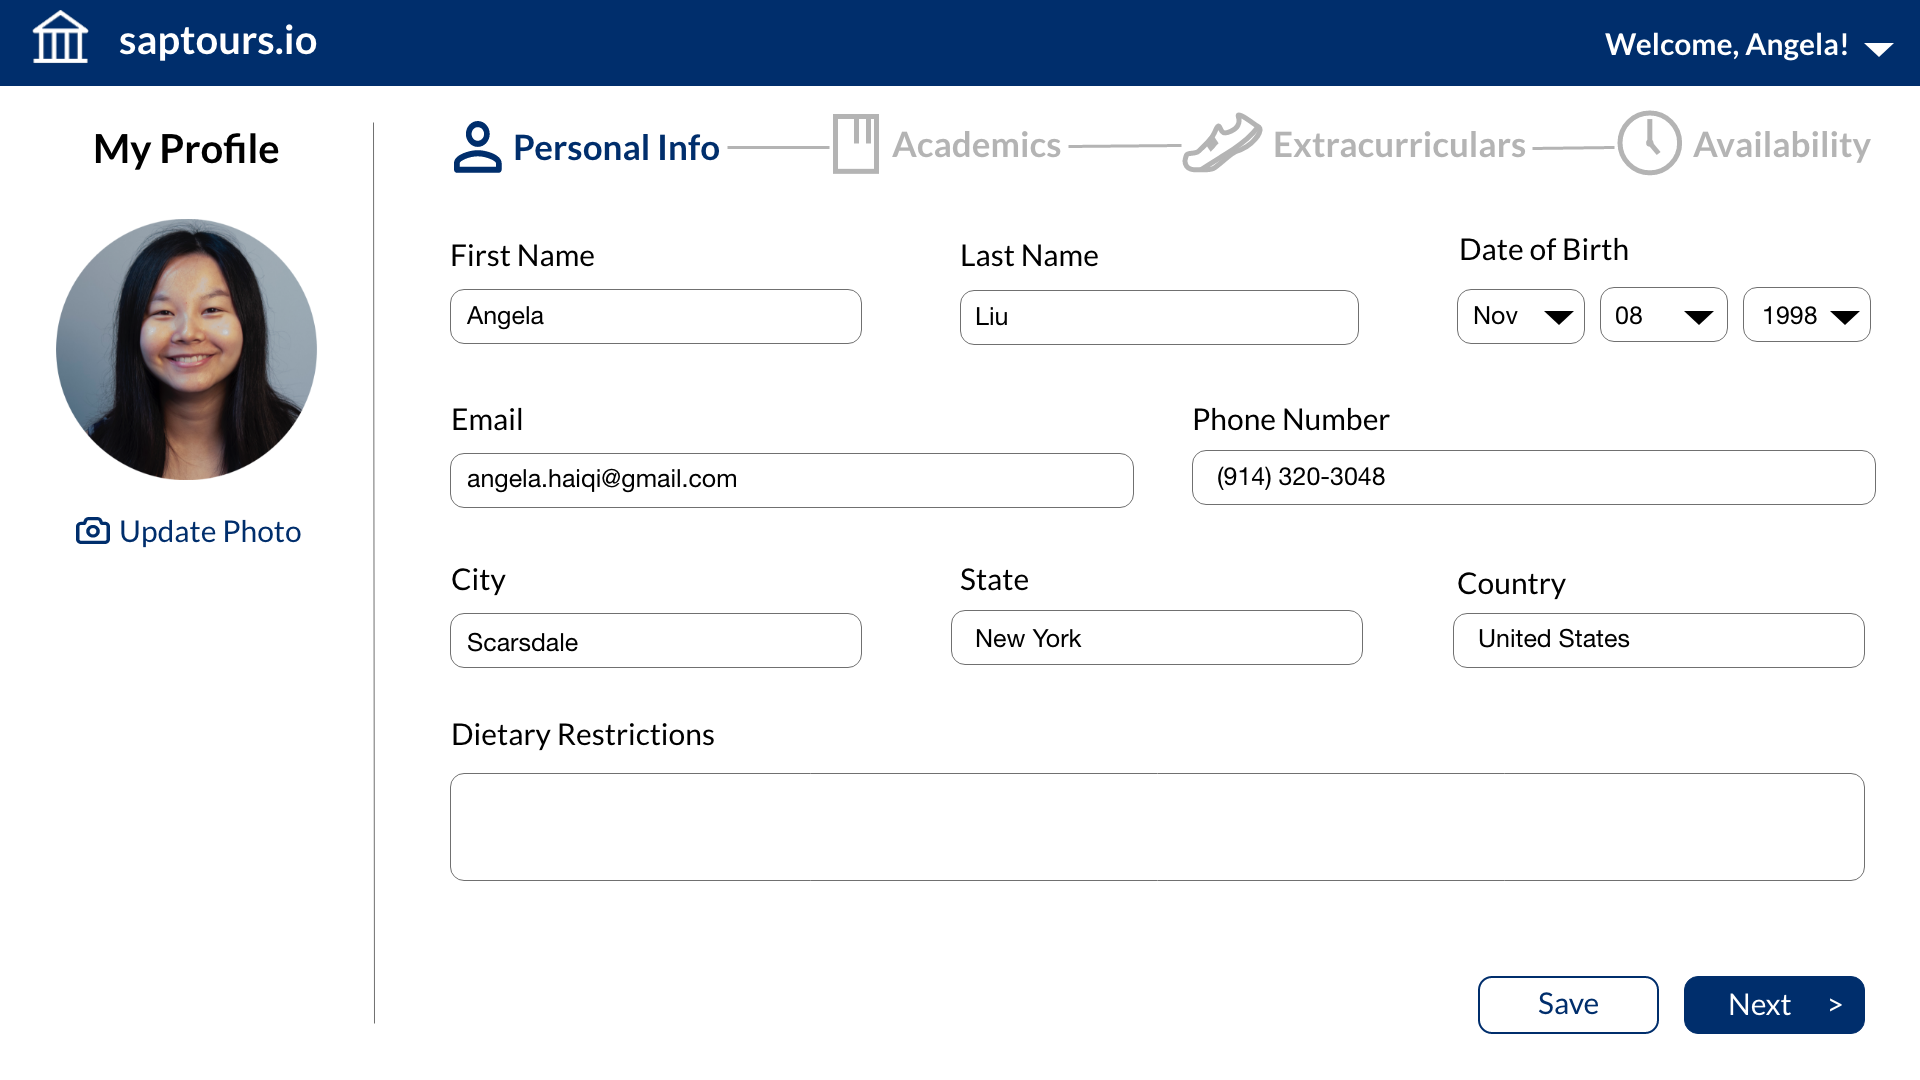 saptours.io
Welcome, Angela!
My Profile
Personal Info
Academics
Extracurriculars
Availability
First Name
Last Name
Date of Birth
Angela
Liu
Nov
08
1998
Email
Phone Number
angela.haiqi@gmail.com
(914) 320-3048
Update Photo
City
State
Country
Scarsdale
New York
United States
Dietary Restrictions
Save
Next >